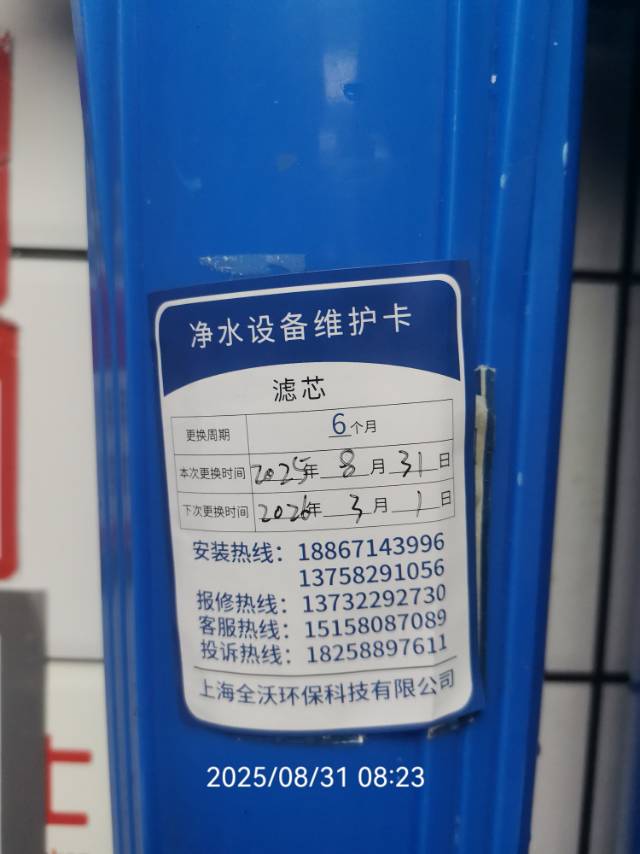 净水设备维护卡
滤芯
更换周期 6个月
本次更换时间 2025年 8月 31日
下次更换时间 2026年 3月 1日
安装热线：18867143996
13758291056
报修热线：13732292730
客服热线：15158087089
投诉热线：18258897611
上海全沃环保科技有限公司
士
2025/08/31 08:23